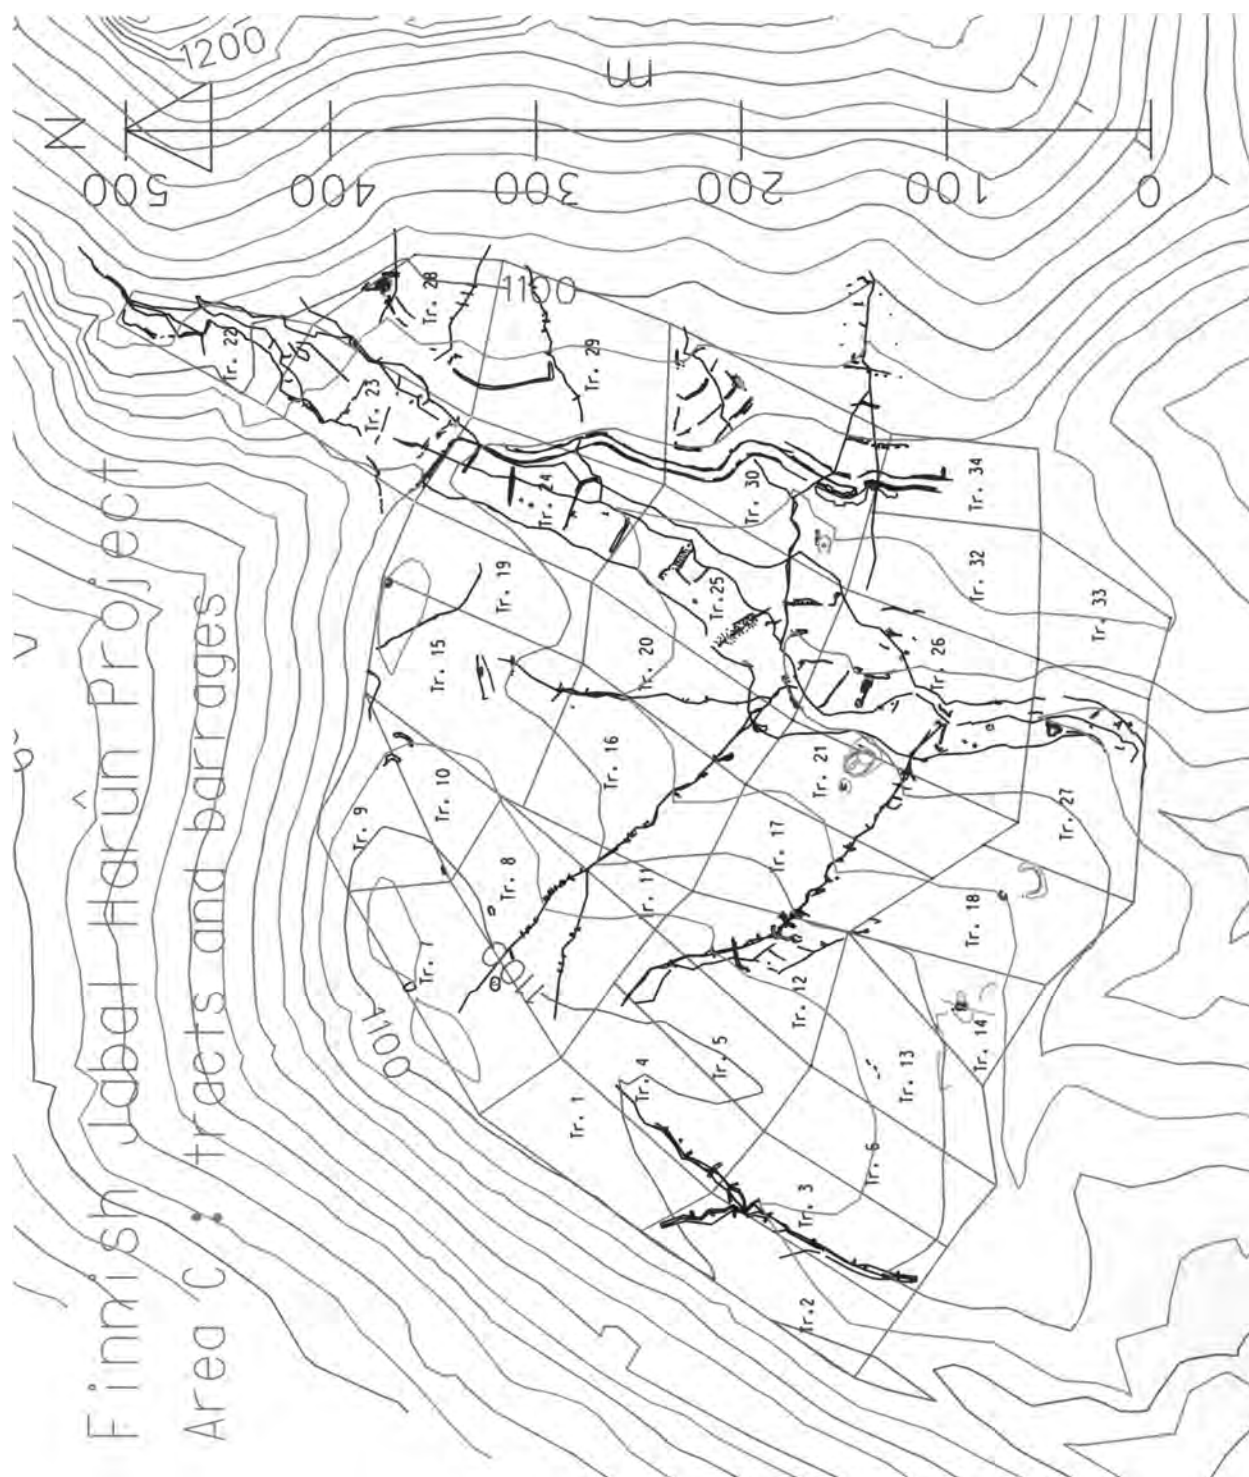 Finnish Jabal Harûn Project
Area C: tracts and barrages
N
m
500
400
300
200
100
0
1200
1100
1100
Tr. 22
Tr. 23
Tr. 28
Tr. 29
Tr. 24
Tr. 30
Tr. 34
Tr. 19
Tr. 25
Tr. 32
Tr. 33
Tr. 15
Tr. 20
Tr. 26
Tr. 9
Tr. 10
Tr. 16
Tr. 21
Tr. 27
Tr. 7
Tr. 8
Tr. 11
Tr. 17
Tr. 18
Tr. 1
Tr. 4
Tr. 5
Tr. 12
Tr. 13
Tr. 14
Tr.2
Tr. 3
Tr. 6